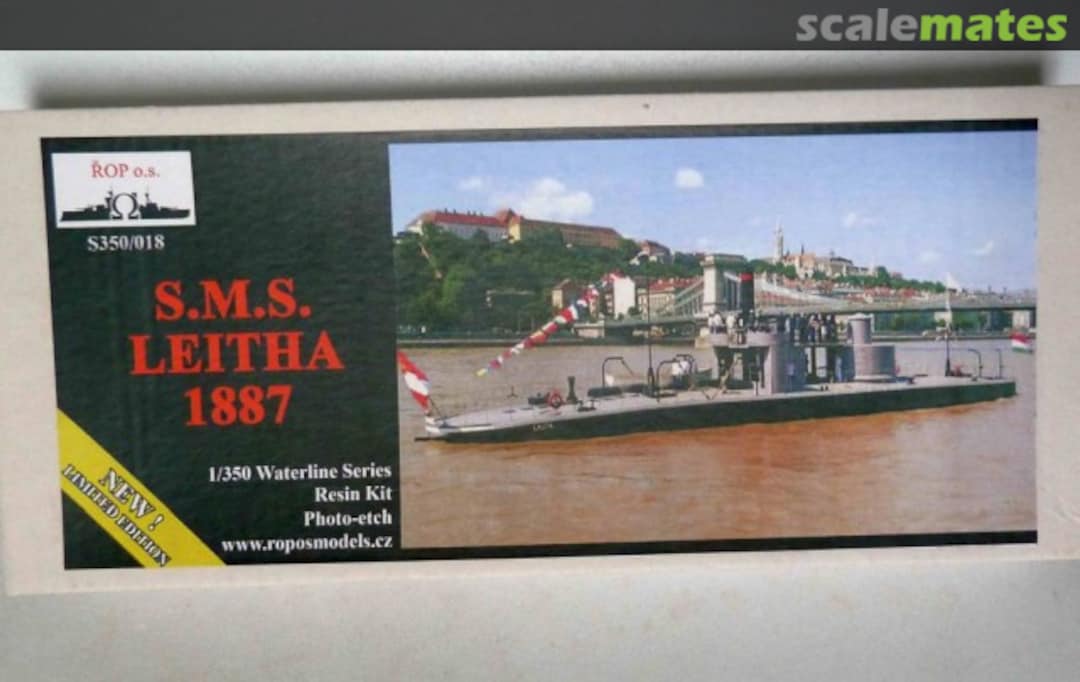 scalemates
ŘOP o.s.
S350/018
S.M.S.
LEITHA
1887
1/350 Waterline Series
Resin Kit
Photo-etch
www.roposmodels.cz
NEW !
LIMITED EDITION